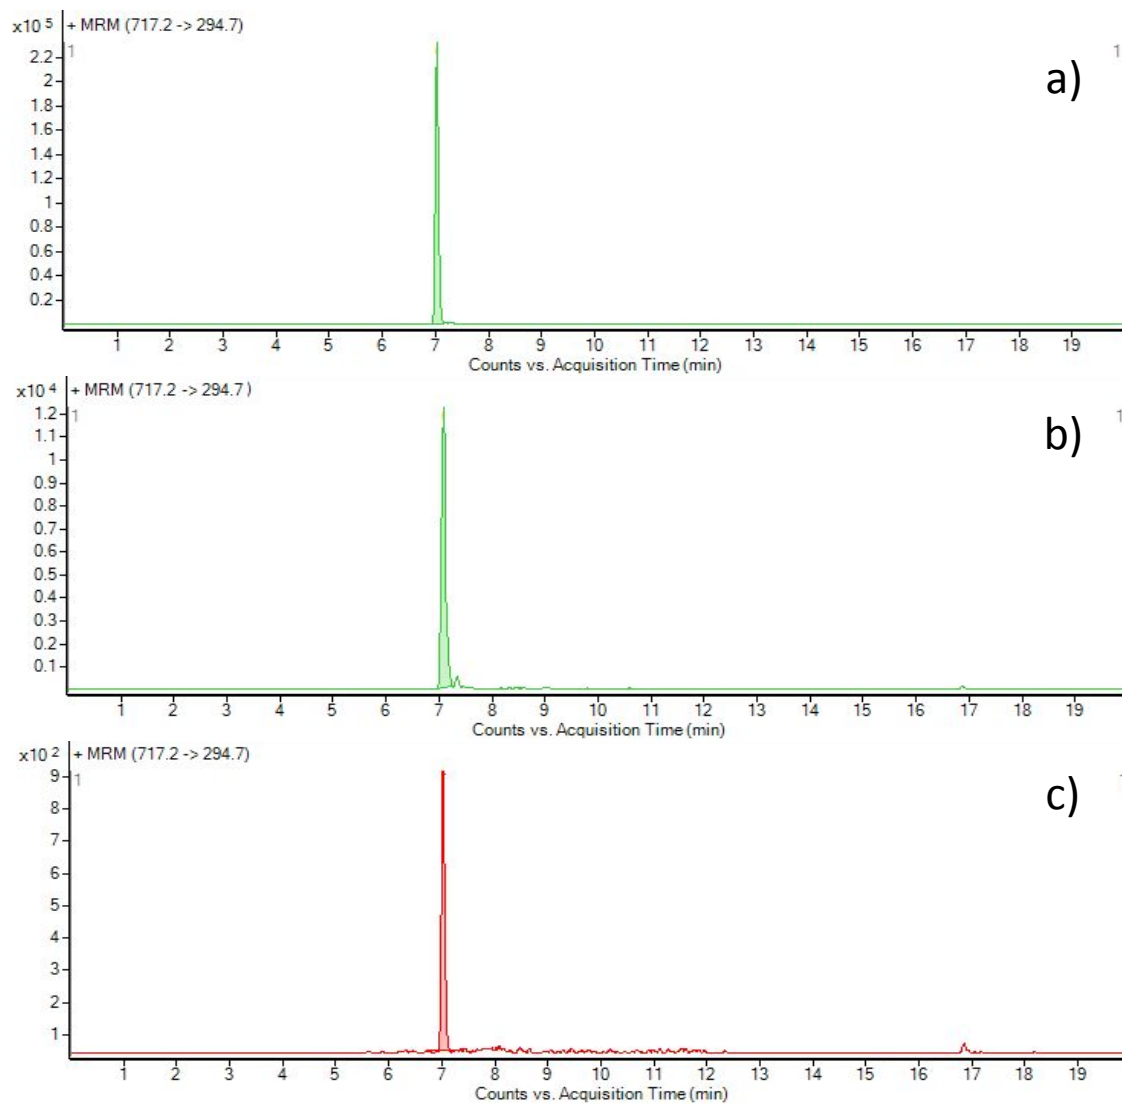 x10 5 + MRM (717.2 -> 294.7)
1 1
a)
2.2
2
1.8
1.6
1.4
1.2
1
0.8
0.6
0.4
0.2
1 2 3 4 5 6 7 8 9 10 11 12 13 14 15 16 17 18 19
Counts vs. Acquisition Time (min)
x10 4 + MRM (717.2 -> 294.7 )
1 1
b)
1.2
1.1
1
0.9
0.8
0.7
0.6
0.5
0.4
0.3
0.2
0.1
1 2 3 4 5 6 7 8 9 10 11 12 13 14 15 16 17 18 19
Counts vs. Acquisition Time (min)
x10 2 + MRM (717.2 -> 294.7)
1
c)
9
8
7
6
5
4
3
2
1
1 2 3 4 5 6 7 8 9 10 11 12 13 14 15 16 17 18 19
Counts vs. Acquisition Time (min)